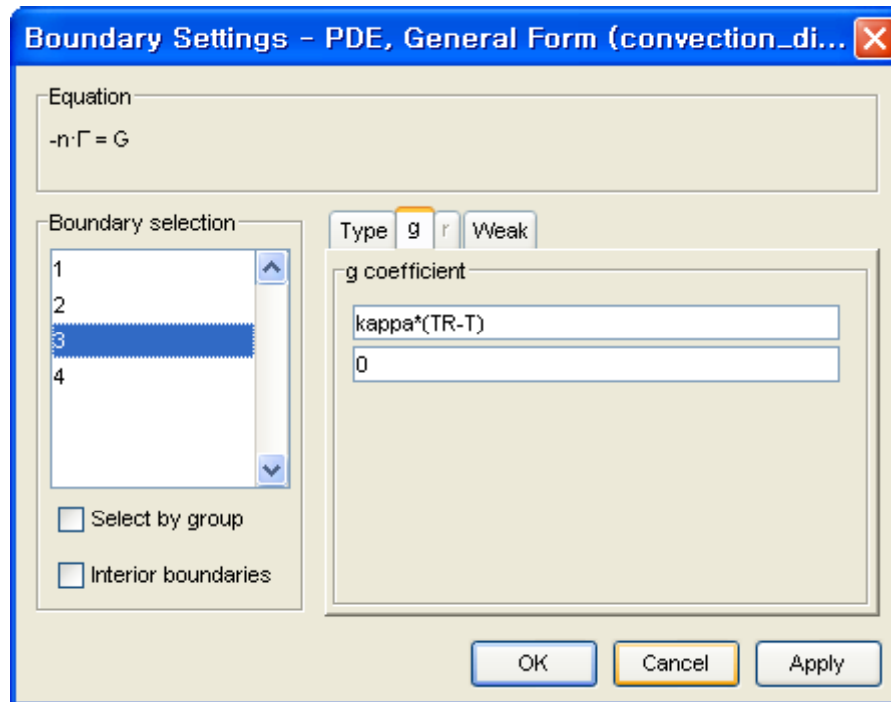 Boundary Settings - PDE, General Form (convection_di...
Equation
-n·Γ = G
Boundary selection
1
2
3
4
Select by group
Interior boundaries
Type g r Weak
g coefficient
kappa*(TR-T)
0
OK Cancel Apply